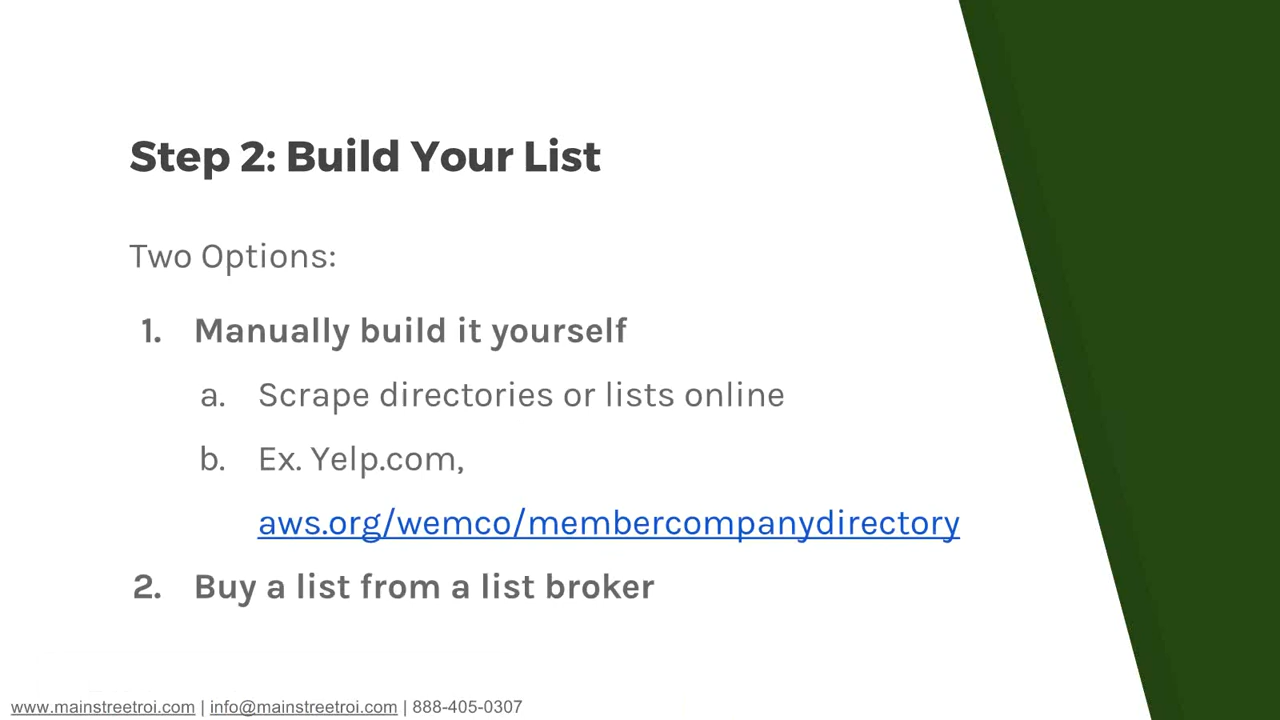 Step 2: Build Your List
Two Options:
1. Manually build it yourself
a. Scrape directories or lists online
b. Ex. Yelp.com,
aws.org/wemco/membercompanydirectory
2. Buy a list from a list broker
www.mainstreetroi.com | info@mainstreetroi.com | 888-405-0307